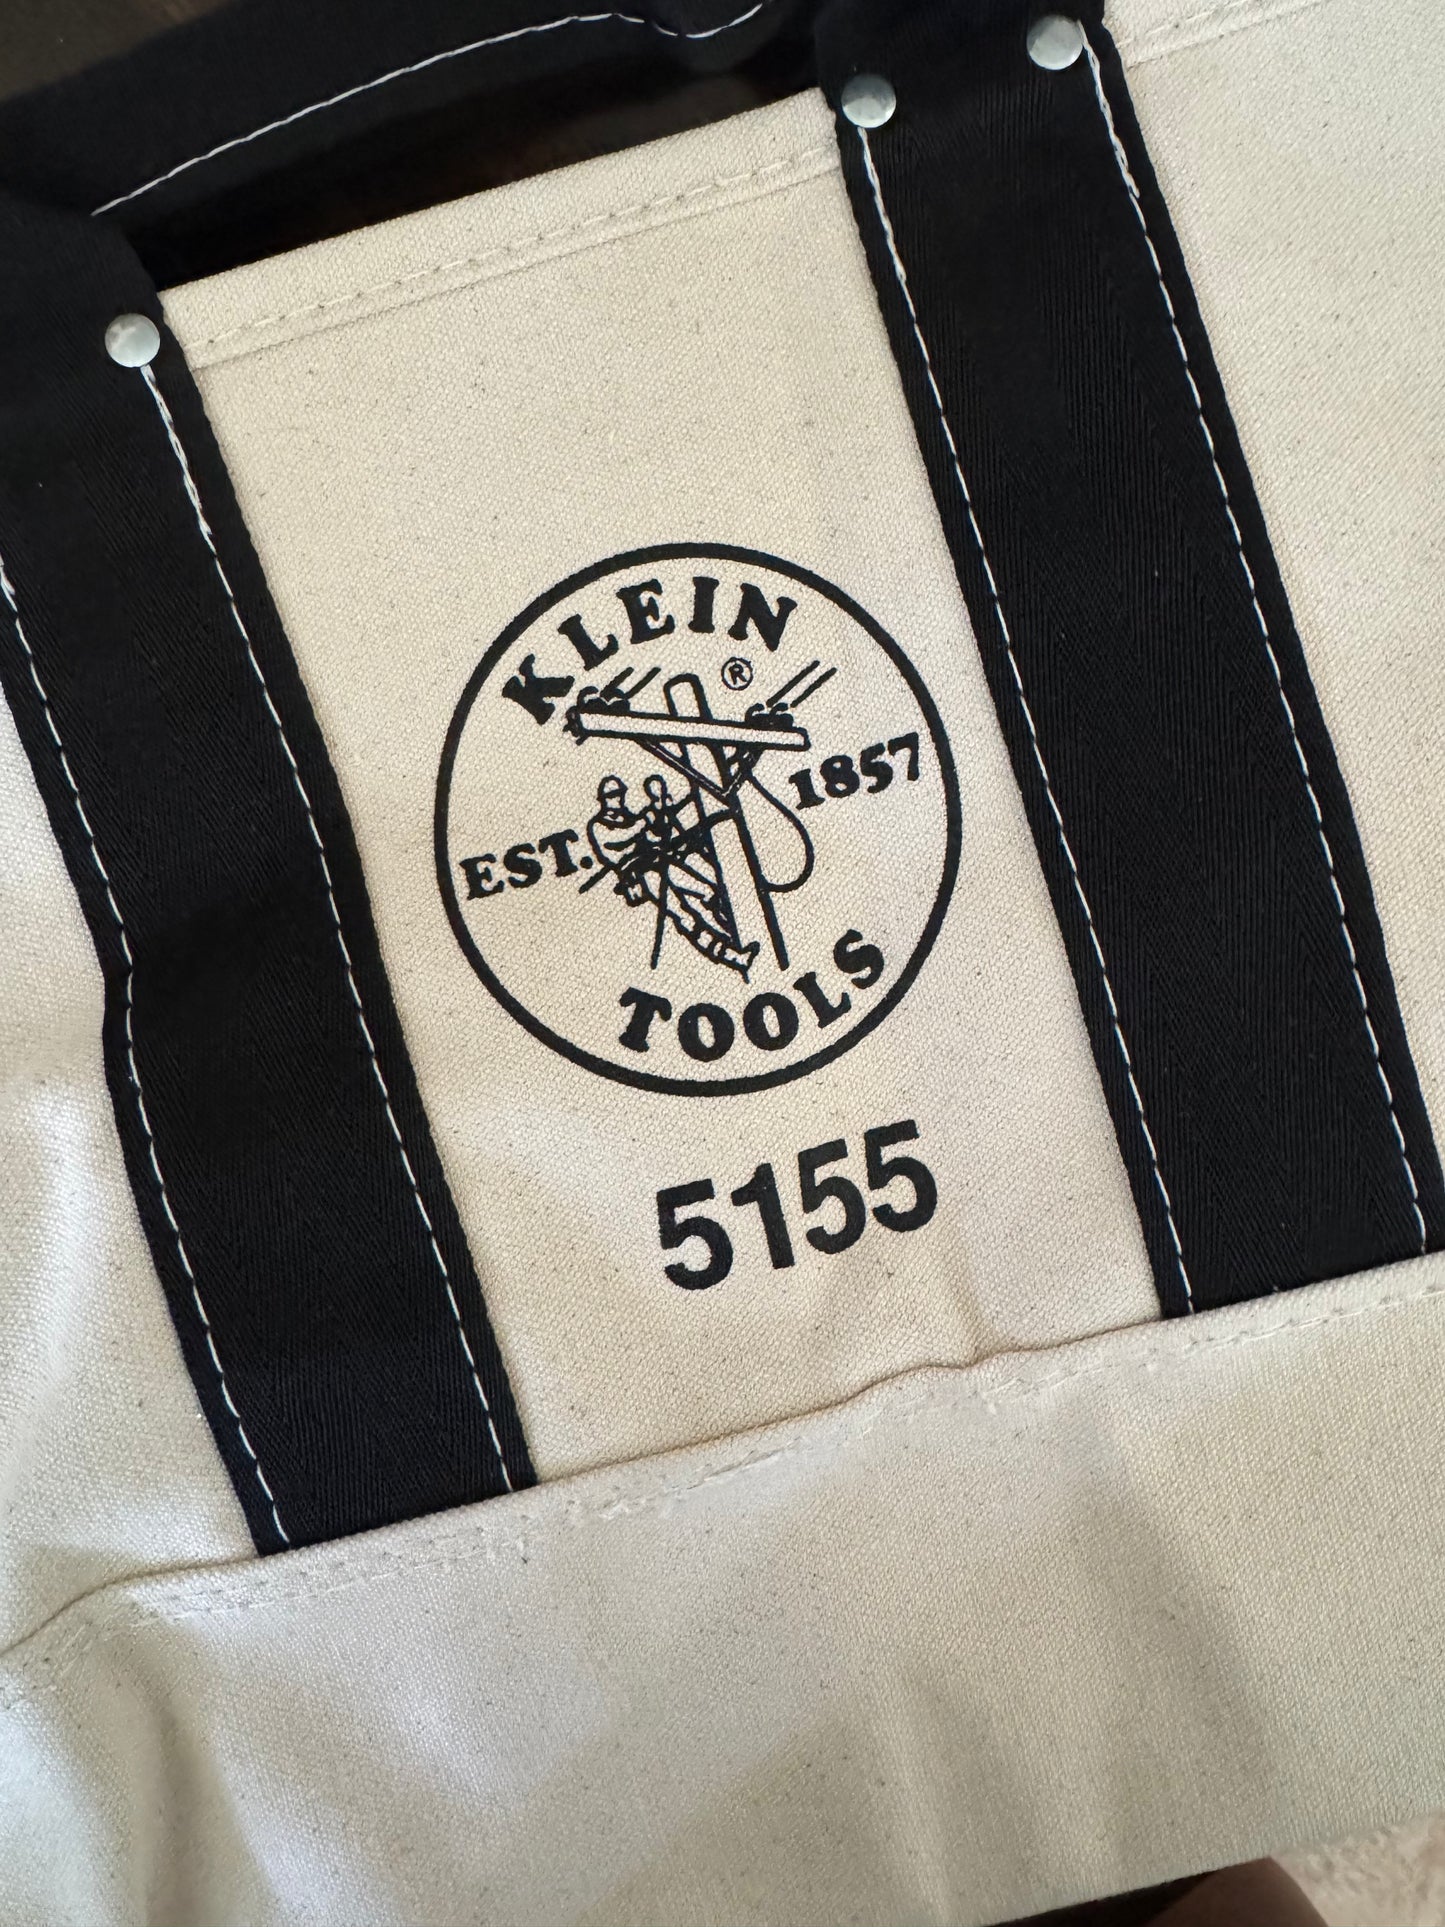 KLEIN
®
EST. 1857
TOOLS
5155